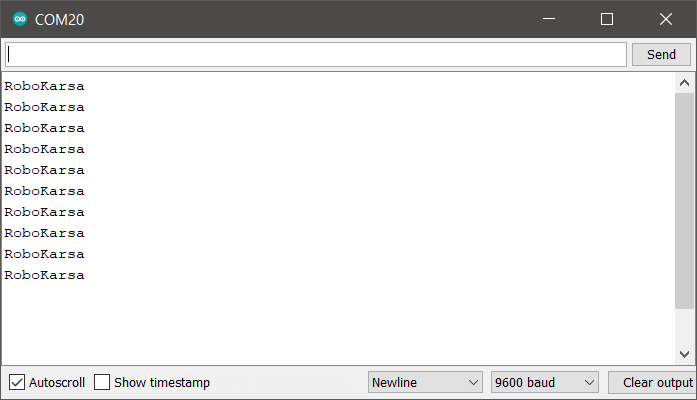 COM20
Send
RoboKarsa
RoboKarsa
RoboKarsa
RoboKarsa
RoboKarsa
RoboKarsa
RoboKarsa
RoboKarsa
RoboKarsa
RoboKarsa
Autoscroll Show timestamp Newline 9600 baud Clear output